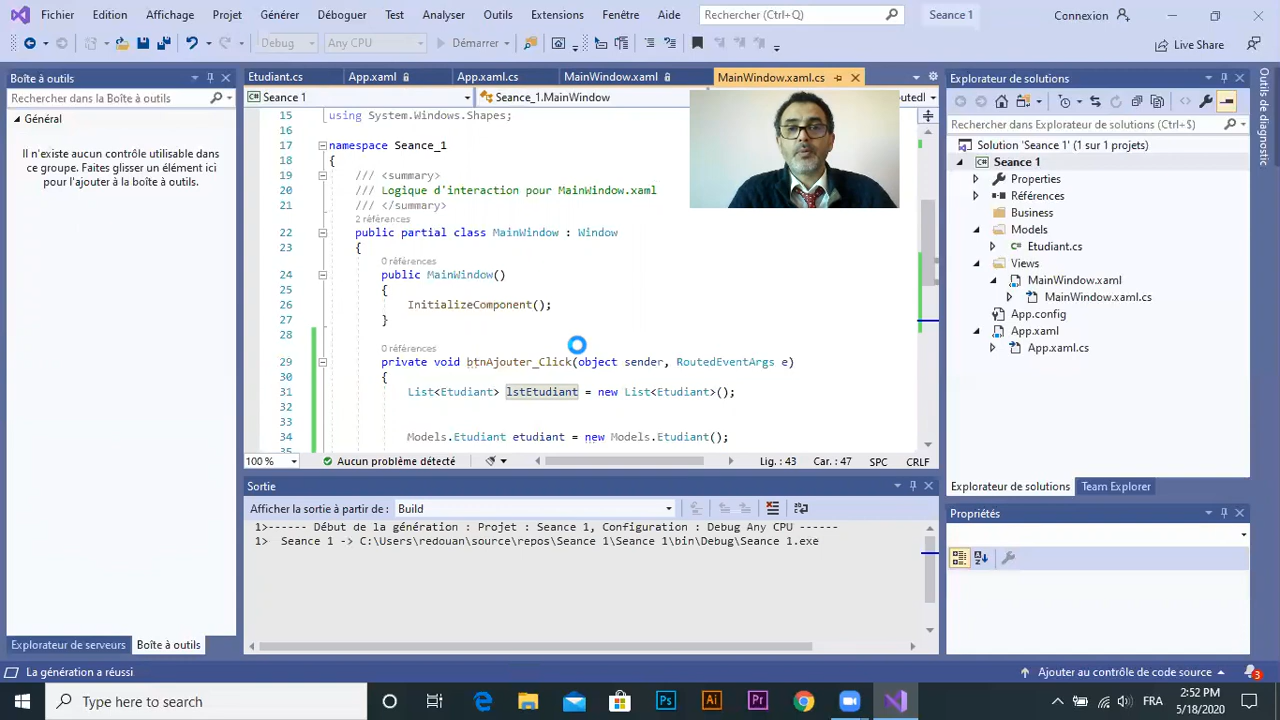 Fichier Edition Affichage Projet Générer Déboguer Test Analyser Outils Extensions Fenêtre Aide Rechercher (Ctrl+Q) Seance 1 Connexion
Debug Any CPU Démarrer Live Share
Boîte à outils
Rechercher dans la Boîte à outils
Général
Il n'existe aucun contrôle utilisable
dans ce groupe. Faites glisser un élément ici
pour l'ajouter à la boîte à outils.
Explorateur de serveurs Boîte à outils
Etudiant.cs App.xaml App.xaml.cs MainWindow.xaml MainWindow.xaml.cs
Seance 1 Seance_1.MainWindow
15 using System.Windows.Shapes;
16
17 namespace Seance_1
18 {
19 /// <summary>
20 /// Logique d'interaction pour MainWindow.xaml
21 /// </summary>
2 références
22 public partial class MainWindow : Window
23 {
0 références
24 public MainWindow()
25 {
26 InitializeComponent();
27 }
28
0 références
29 private void btnAjouter_Click(object sender, RoutedEventArgs e)
30 {
31 List<Etudiant> lstEtudiant = new List<Etudiant>();
32
33
34 Models.Etudiant etudiant = new Models.Etudiant();
100 % Aucun problème détecté Lig. : 43 Car. : 47 SPC CRLF
Sortie
Afficher la sortie à partir de : Build
1>------ Début de la génération : Projet : Seance 1, Configuration : Debug Any CPU ------
1> Seance 1 -> C:\Users\redouan\source\repos\Seance 1\Seance 1\bin\Debug\Seance 1.exe
Explorateur de solutions
Rechercher dans Explorateur de solutions (Ctrl+$)
Solution 'Seance 1' (1 sur 1 projets)
Seance 1
Properties
Références
Business
Models
Etudiant.cs
Views
MainWindow.xaml
MainWindow.xaml.cs
App.config
App.xaml
App.xaml.cs
Explorateur de solutions Team Explorer
Propriétés
Outils de diagnostic
La génération a réussi Ajouter au contrôle de code source 3
Type here to search
Ps Ai Pr FRA 2:52 PM
5/18/2020